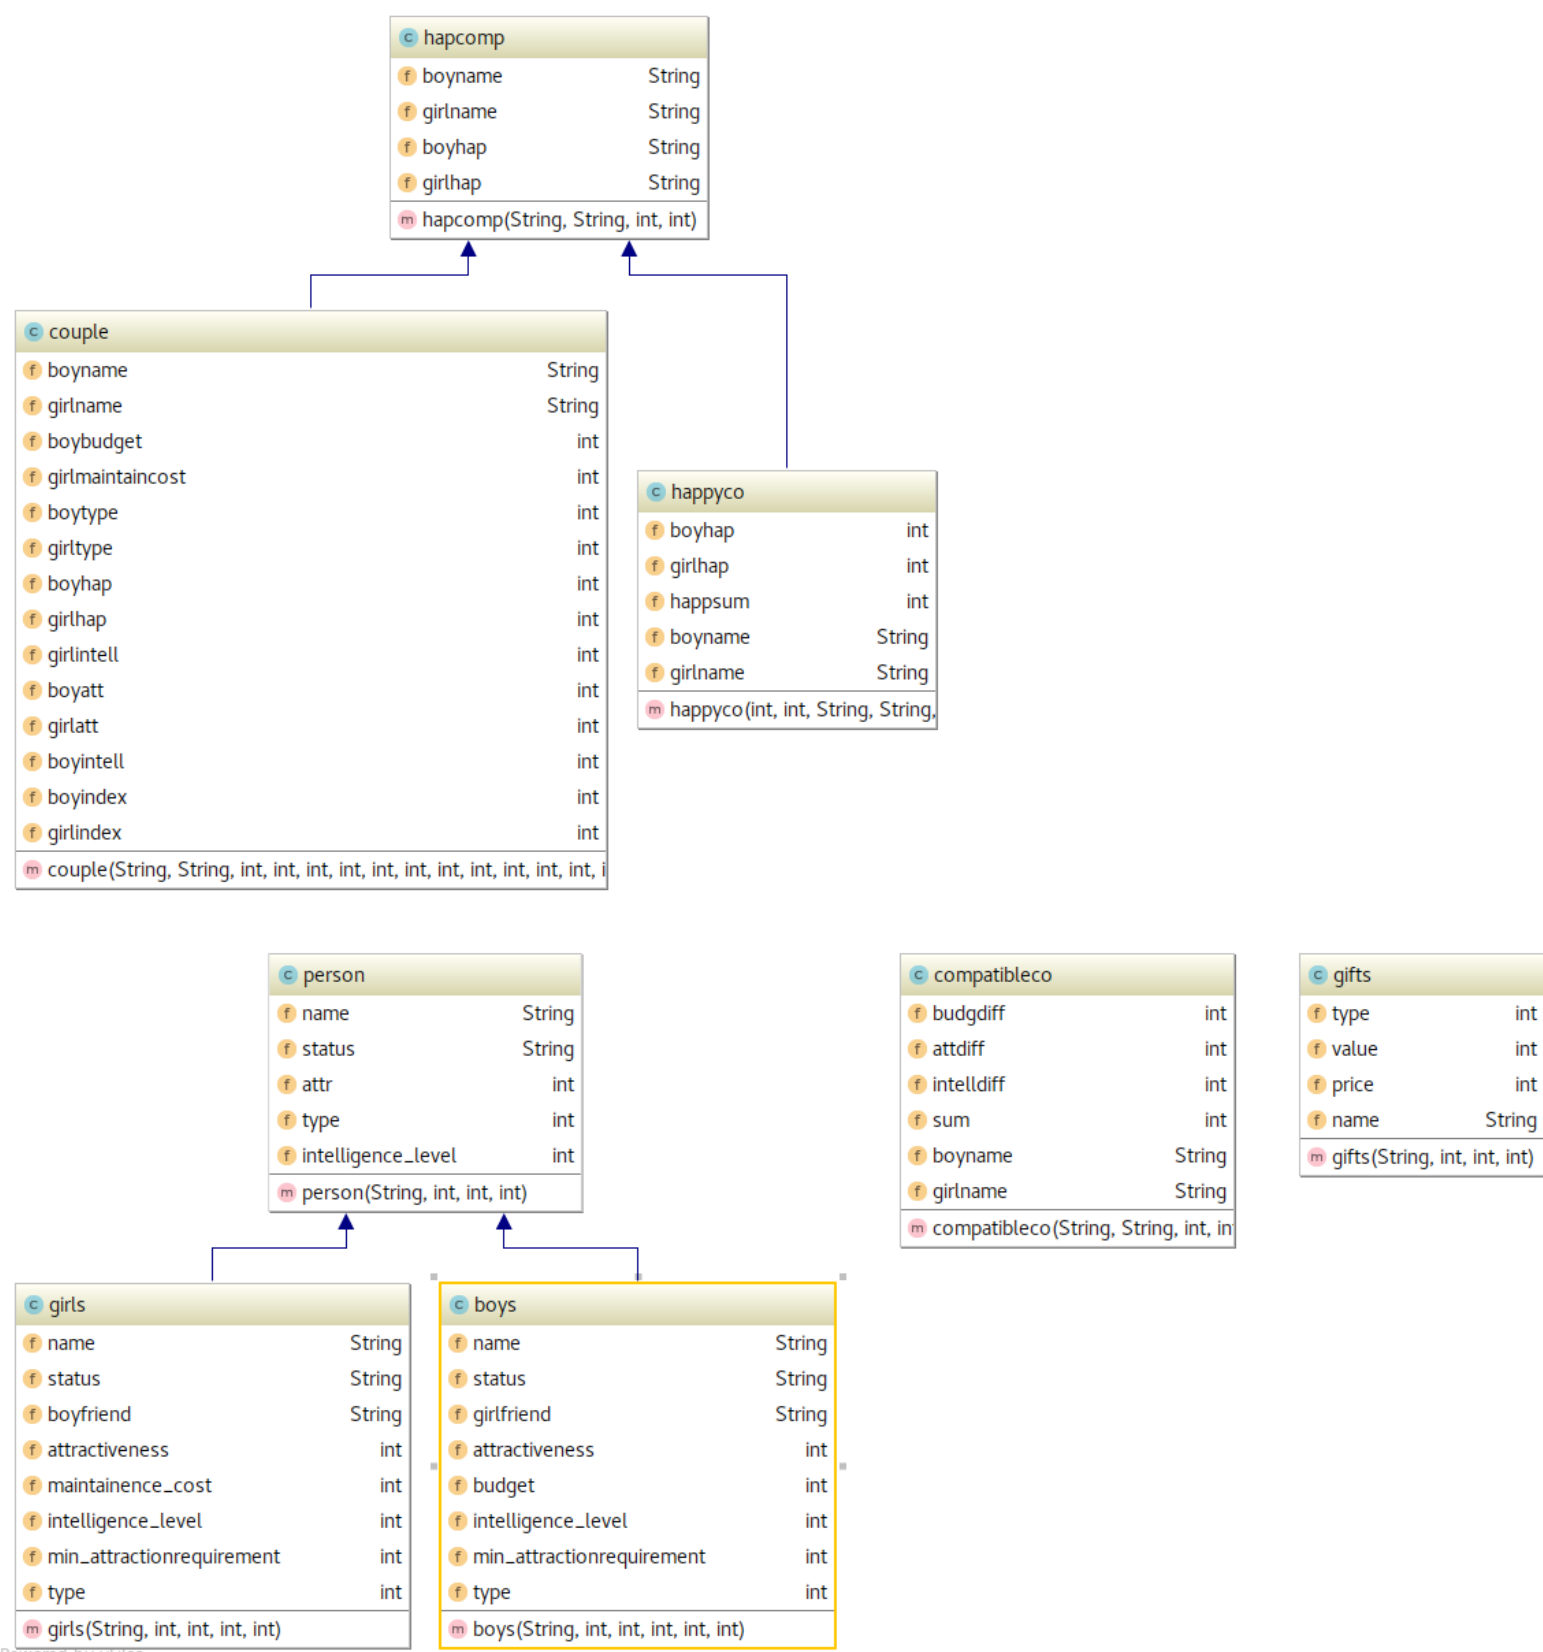 hapcomp
boyname String
girlname String
boyhap String
girlhap String
hapcomp(String, String, int, int)
couple
boyname String
girlname String
boybudget int
girlmaintaincost int
boytype int
girltype int
boyhap int
girlhap int
girlintell int
boyatt int
girlatt int
boyintell int
boyindex int
girlindex int
couple(String, String, int, int, int, int, int, int, int, int, int, int, int, i
happyco
boyhap int
girlhap int
happsum int
boyname String
girlname String
happyco(int, int, String, String,
person
name String
status String
attr int
type int
intelligence_level int
person(String, int, int, int)
compatibleco
budgdiff int
attdiff int
intelldiff int
sum int
boyname String
girlname String
compatibleco(String, String, int, in
gifts
type int
value int
price int
name String
gifts(String, int, int, int)
girls
name String
status String
boyfriend String
attractiveness int
maintainence_cost int
intelligence_level int
min_attractionrequirement int
type int
girls(String, int, int, int, int)
boys
name String
status String
girlfriend String
attractiveness int
budget int
intelligence_level int
min_attractionrequirement int
type int
boys(String, int, int, int, int, int)